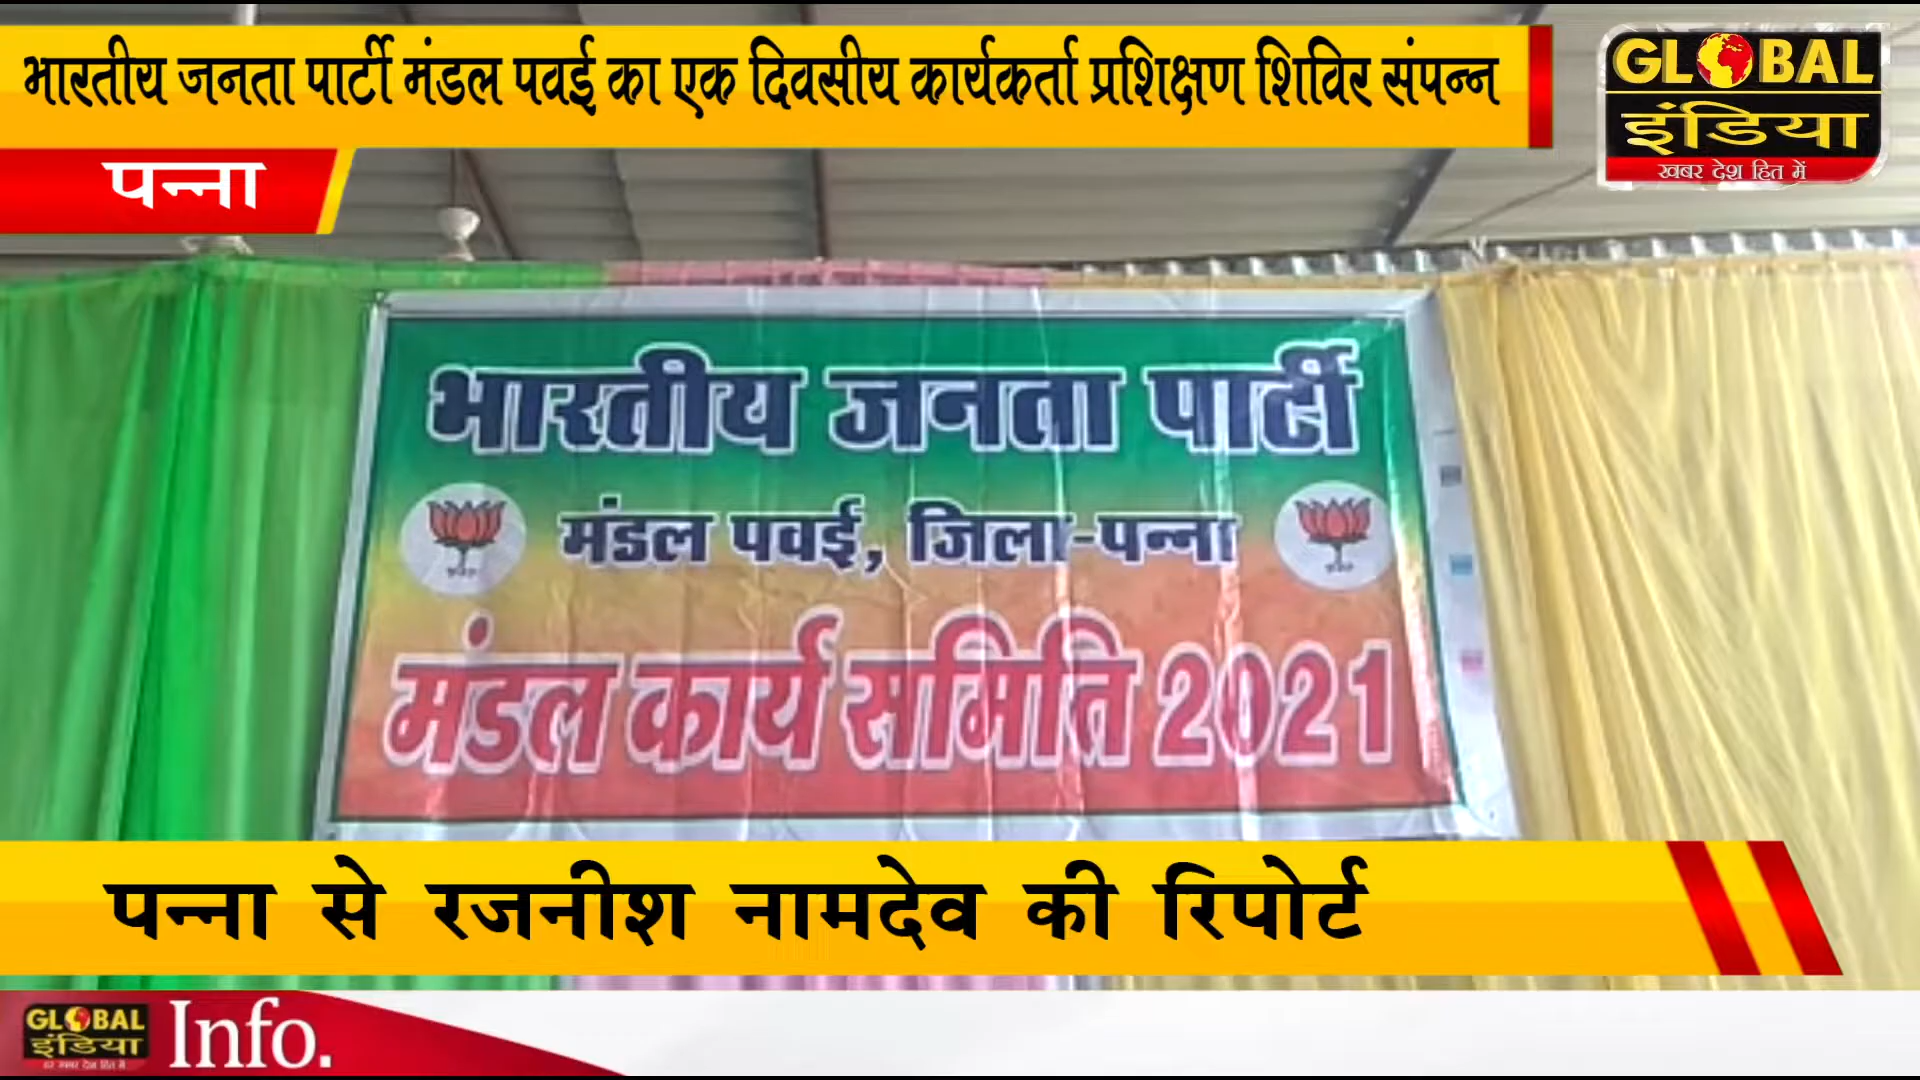 भारतीय जनता पार्टी मंडल पवई का एक दिवसीय कार्यकर्ता प्रशिक्षण शिविर संपन्न
GLOBAL
इंडिया
खबर देश हित में
पन्ना
भारतीय जनता पार्टी
मंडल पवई, जिला-पन्ना
मंडल कार्य समिति 2021
पन्ना से रजनीश नामदेव की रिपोर्ट
GLOBAL
इंडिया
Info.